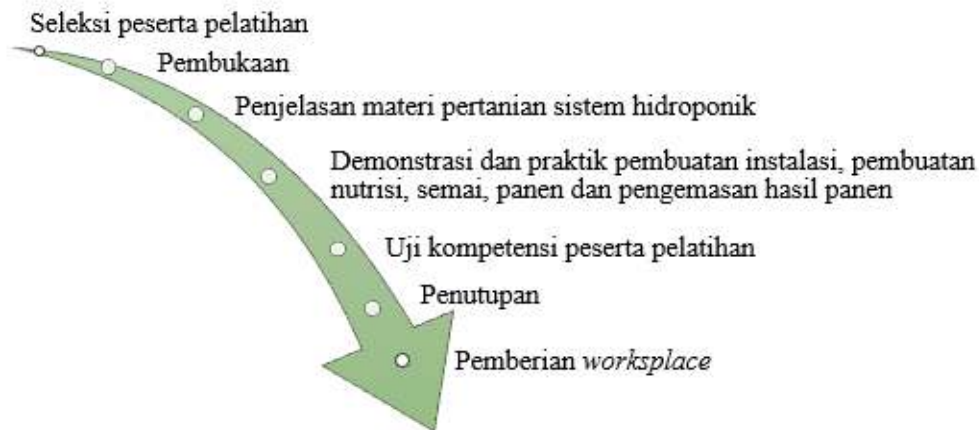 Seleksi peserta pelatihan
Pembukaan
Penjelasan materi pertanian sistem hidroponik
Demonstrasi dan praktik pembuatan instalasi, pembuatan
nutrisi, semai, panen dan pengemasan hasil panen
Uji kompetensi peserta pelatihan
Penutupan
Pemberian worksplace